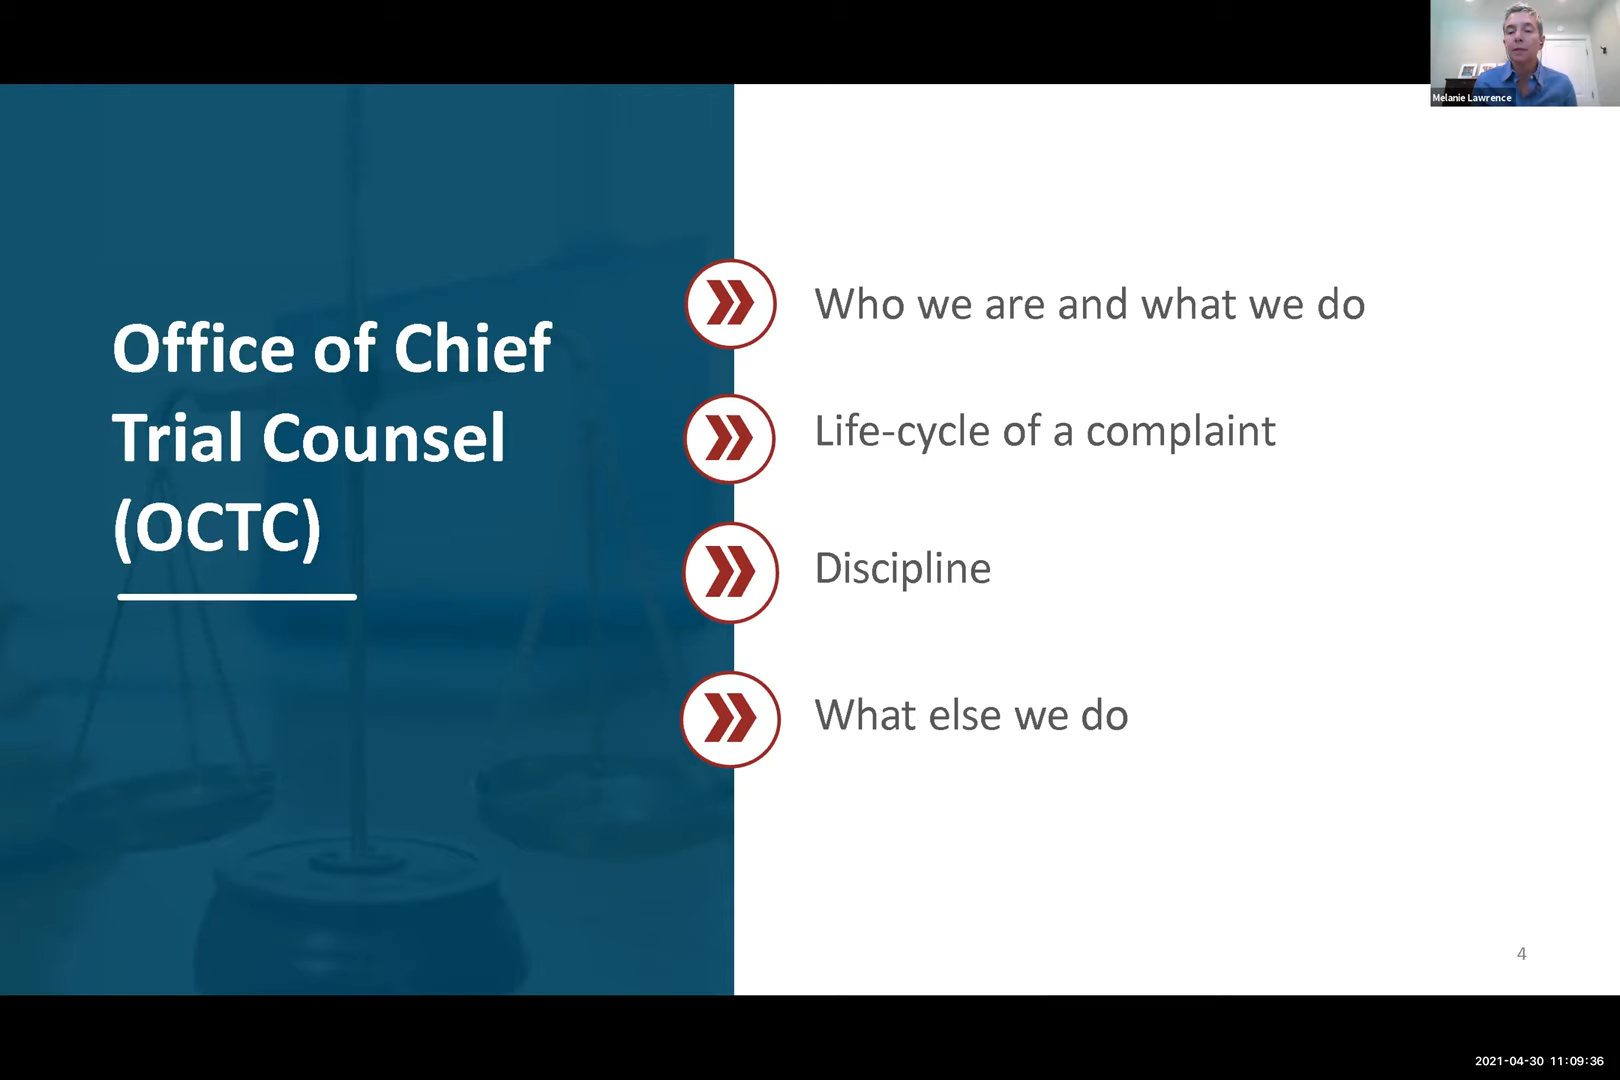 Melanie Lawrence
Office of Chief
Trial Counsel
(OCTC)
Who we are and what we do
Life-cycle of a complaint
Discipline
What else we do
4
2021-04-30 11:09:36